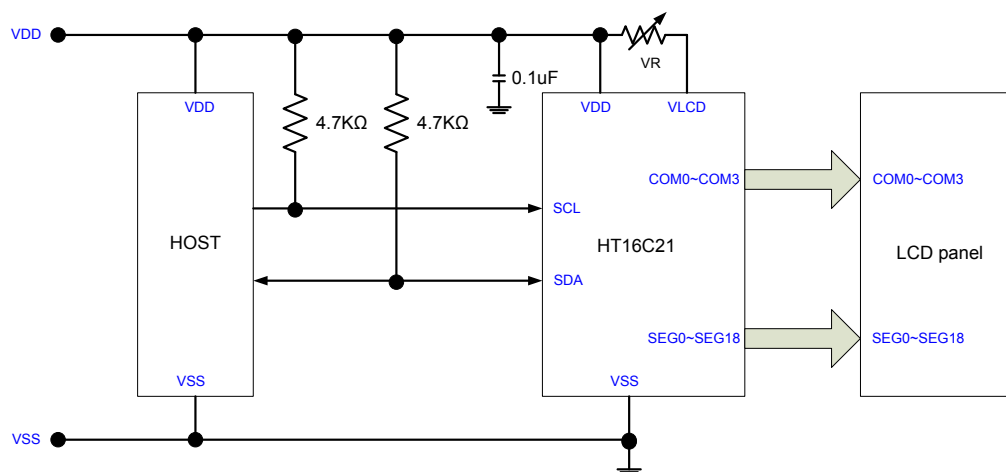 VDD
VR
0.1uF
VDD
VDD
VLCD
4.7KΩ
4.7KΩ
COM0~COM3
COM0~COM3
SCL
HOST
HT16C21
LCD panel
SDA
SEG0~SEG18
SEG0~SEG18
VSS
VSS
VSS